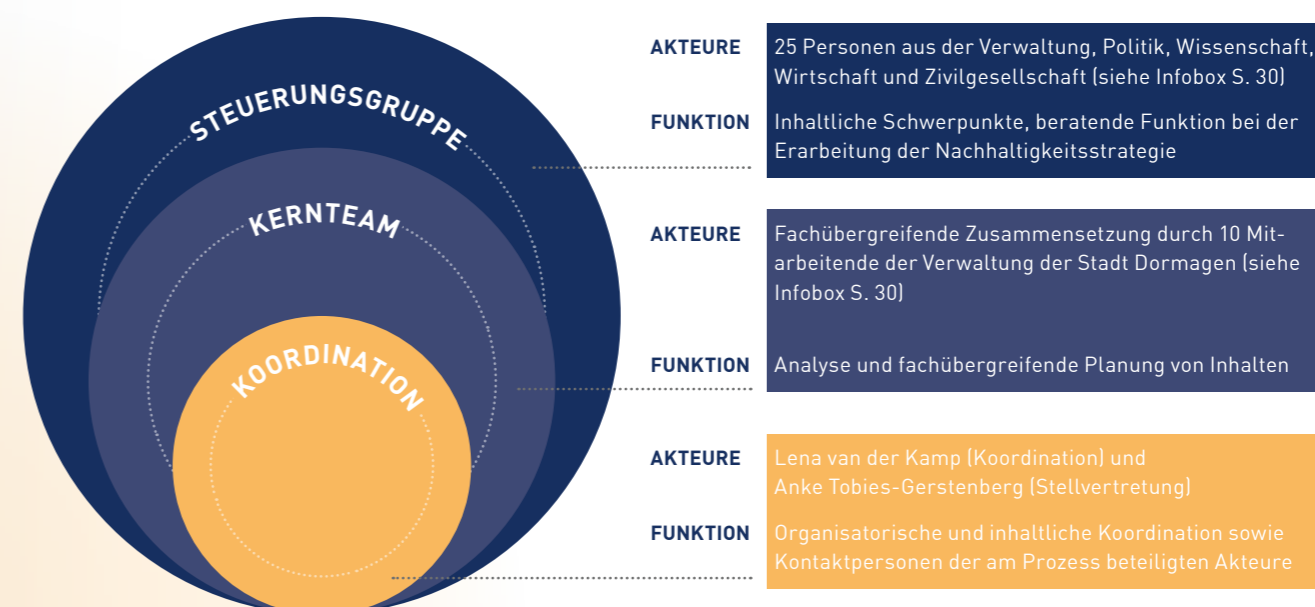 STEUERUNGSGRUPPE
KERNTEAM
KOORDINATION
AKTEURE
25 Personen aus der Verwaltung, Politik, Wissenschaft,
Wirtschaft und Zivilgesellschaft (siehe Infobox S. 30)
FUNKTION
Inhaltliche Schwerpunkte, beratende Funktion bei der
Erarbeitung der Nachhaltigkeitsstrategie
AKTEURE
Fachübergreifende Zusammensetzung durch 10 Mit-
arbeitende der Verwaltung der Stadt Dormagen (siehe
Infobox S. 30)
FUNKTION
Analyse und fachübergreifende Planung von Inhalten
AKTEURE
Lena van der Kamp (Koordination) und
Anke Tobies-Gerstenberg (Stellvertretung)
FUNKTION
Organisatorische und inhaltliche Koordination sowie
Kontaktpersonen der am Prozess beteiligten Akteure